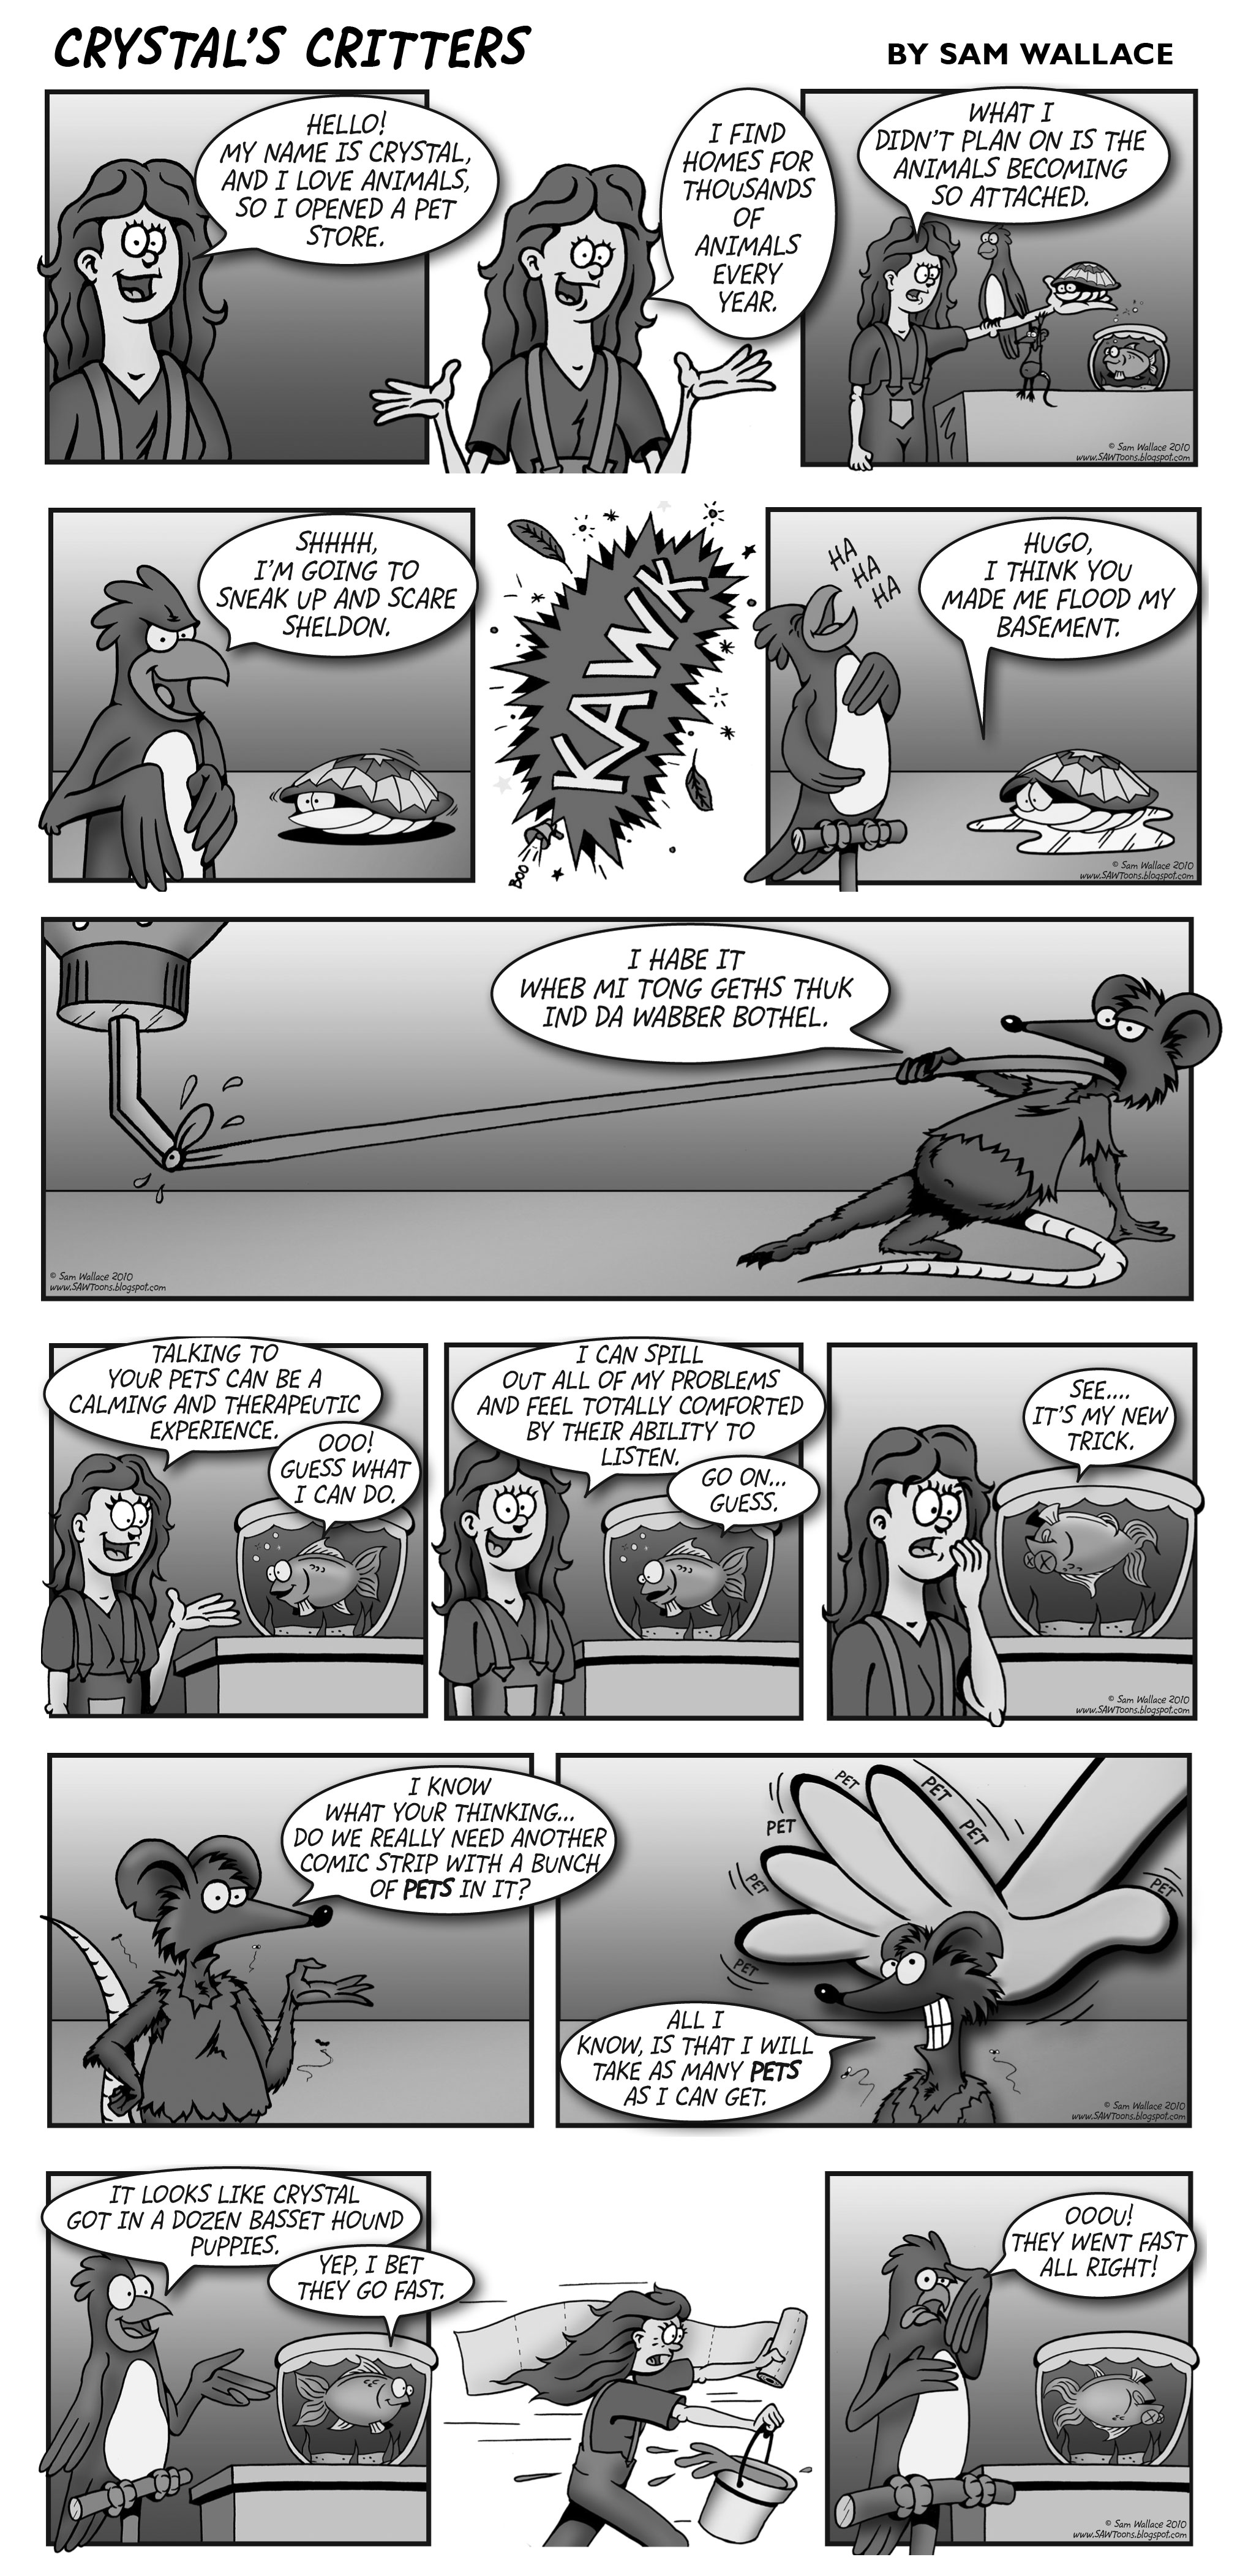 CRYSTAL'S CRITTERS
BY SAM WALLACE
HELLO!
MY NAME IS CRYSTAL,
AND I LOVE ANIMALS,
SO I OPENED A PET
STORE.
I FIND
HOMES FOR
THOUSANDS
OF
ANIMALS
EVERY
YEAR.
WHAT I
DIDN'T PLAN ON IS THE
ANIMALS BECOMING
SO ATTACHED.
© Sam Wallace 2010
www.SAWToons.blogspot.com
SHHHH,
I'M GOING TO
SNEAK UP AND SCARE
SHELDON.
KAWK
BOO
HA
HA
HA
HUGO,
I THINK YOU
MADE ME FLOOD MY
BASEMENT.
© Sam Wallace 2010
www.SAWToons.blogspot.com
I HABE IT
WHEB MI TONG GETHS THUK
IND DA WABBER BOTHEL.
© Sam Wallace 2010
www.SAWToons.blogspot.com
TALKING TO
YOUR PETS CAN BE A
CALMING AND THERAPEUTIC
EXPERIENCE.
OOO!
GUESS WHAT
I CAN DO.
I CAN SPILL
OUT ALL OF MY PROBLEMS
AND FEEL TOTALLY COMFORTED
BY THEIR ABILITY TO
LISTEN.
GO ON...
GUESS.
SEE....
IT'S MY NEW
TRICK.
© Sam Wallace 2010
www.SAWToons.blogspot.com
I KNOW
WHAT YOUR THINKING...
DO WE REALLY NEED ANOTHER
COMIC STRIP WITH A BUNCH
OF PETS IN IT?
PET
PET
PET
PET
PET
PET
PET
ALL I
KNOW, IS THAT I WILL
TAKE AS MANY PETS
AS I CAN GET.
© Sam Wallace 2010
www.SAWToons.blogspot.com
IT LOOKS LIKE CRYSTAL
GOT IN A DOZEN BASSET HOUND
PUPPIES.
YEP, I BET
THEY GO FAST.
OOOU!
THEY WENT FAST
ALL RIGHT!
© Sam Wallace 2010
www.SAWToons.blogspot.com